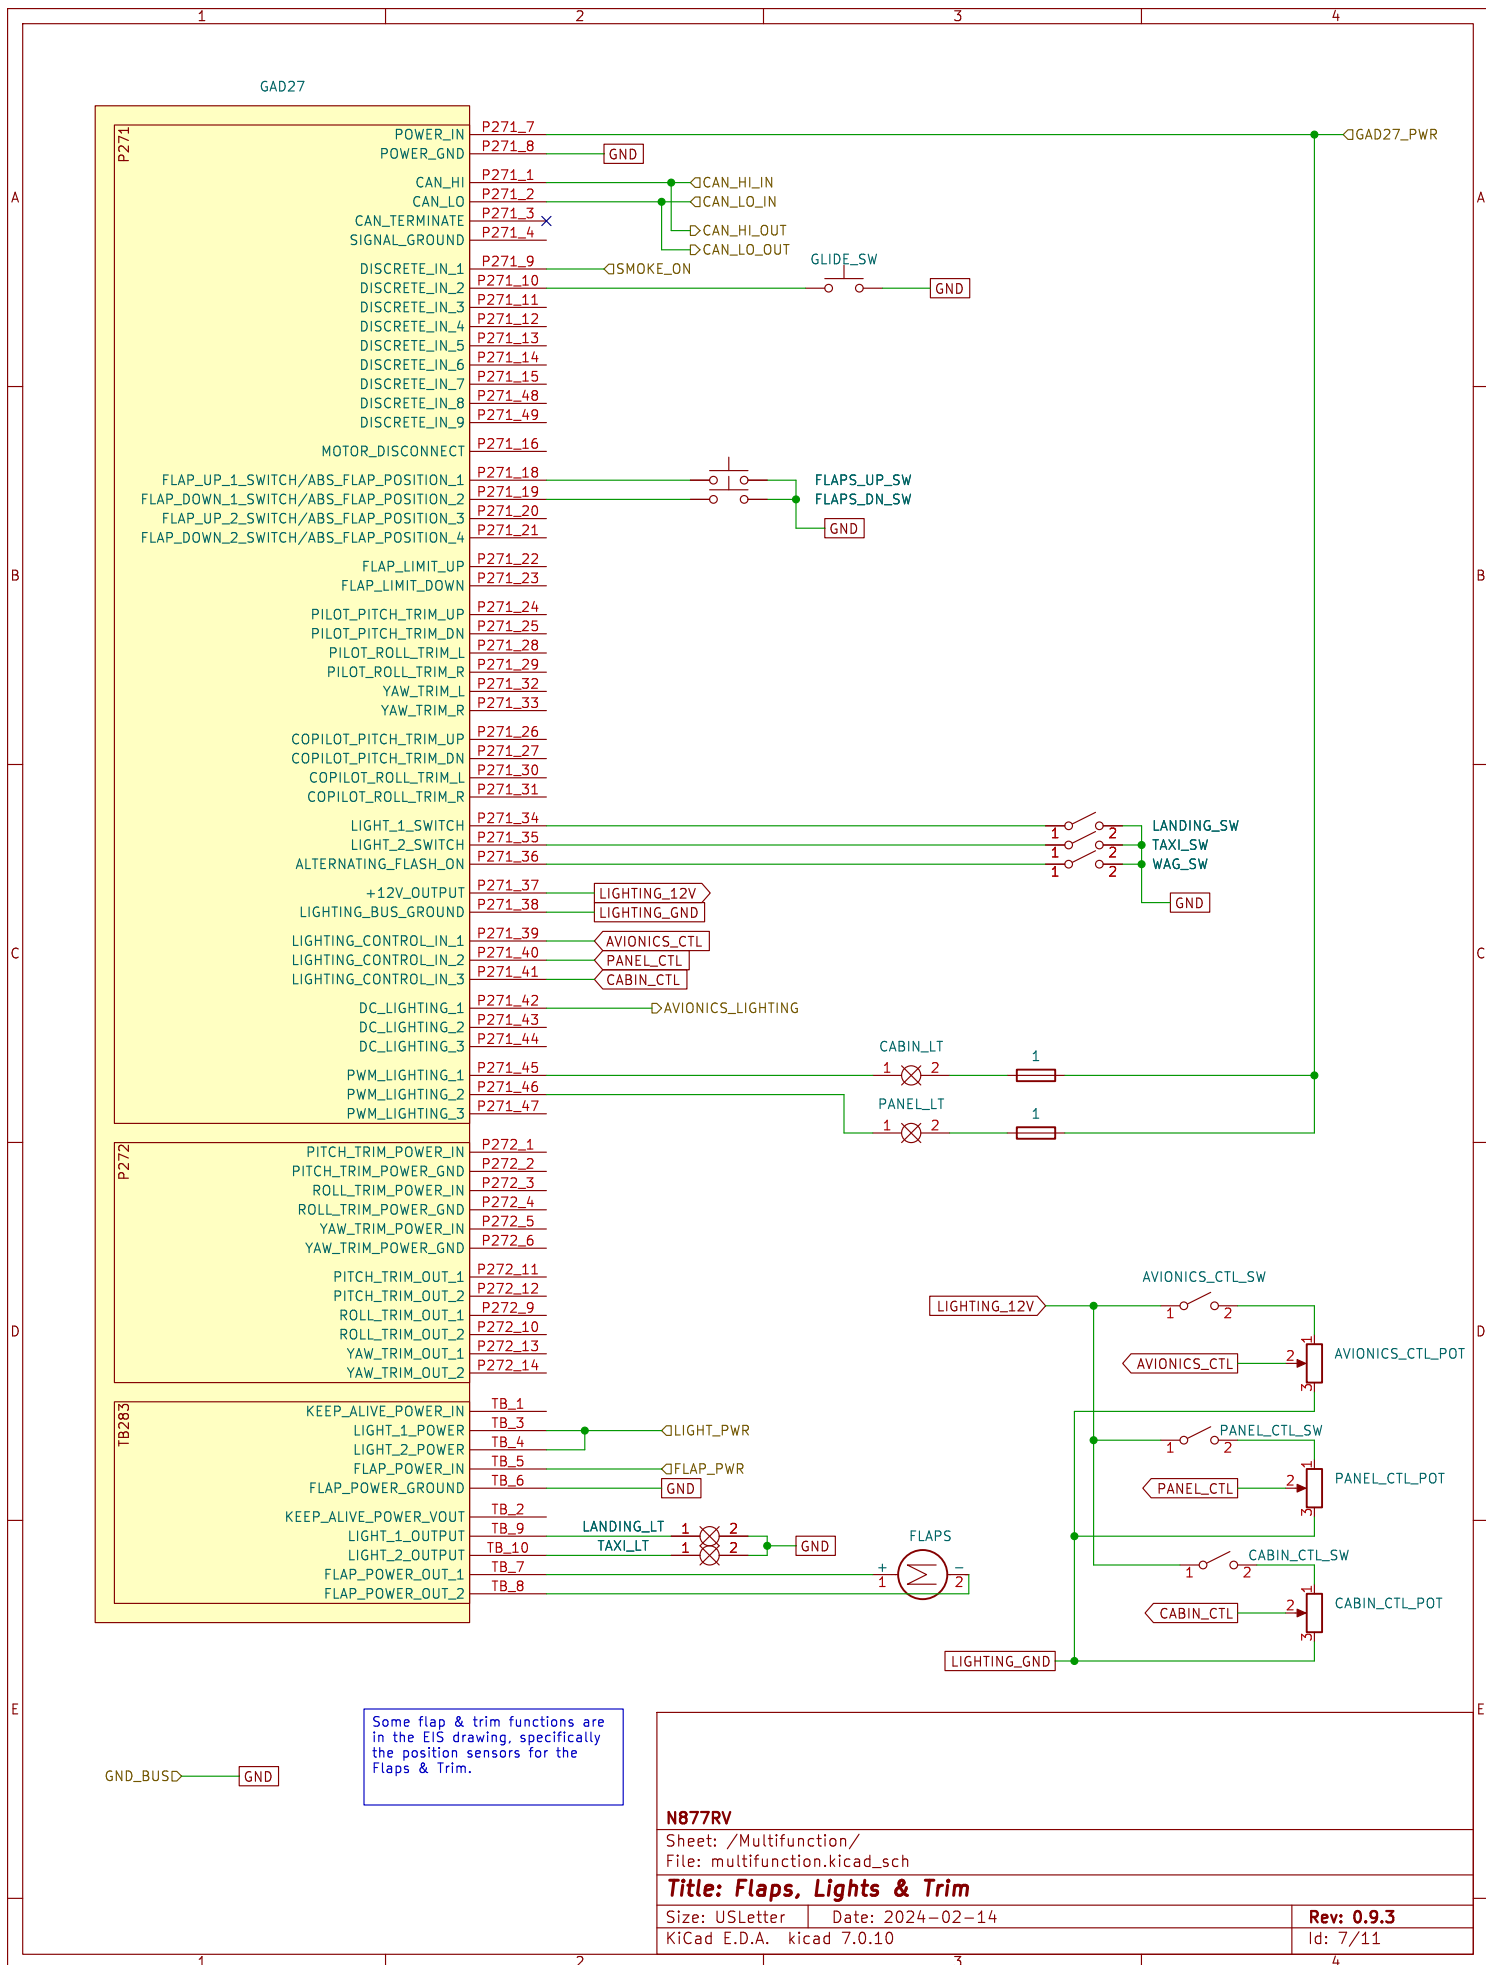 1 2 3 4
GAD27
P271
POWER_IN P271_7 GAD27_PWR
POWER_GND P271_8 GND
CAN_HI P271_1 CAN_HI_IN
A CAN_LO P271_2 CAN_LO_IN A
CAN_TERMINATE P271_3
CAN_HI_OUT
SIGNAL_GROUND P271_4
CAN_LO_OUT
GLIDE_SW
DISCRETE_IN_1 P271_9 SMOKE_ON
DISCRETE_IN_2 P271_10 GND
DISCRETE_IN_3 P271_11
DISCRETE_IN_4 P271_12
DISCRETE_IN_5 P271_13
DISCRETE_IN_6 P271_14
DISCRETE_IN_7 P271_15
DISCRETE_IN_8 P271_48
DISCRETE_IN_9 P271_49
MOTOR_DISCONNECT P271_16
FLAP_UP_1_SWITCH/ABS_FLAP_POSITION_1 P271_18 FLAPS_UP_SW
FLAP_DOWN_1_SWITCH/ABS_FLAP_POSITION_2 P271_19 FLAPS_DN_SW
FLAP_UP_2_SWITCH/ABS_FLAP_POSITION_3 P271_20
GND
FLAP_DOWN_2_SWITCH/ABS_FLAP_POSITION_4 P271_21
FLAP_LIMIT_UP P271_22
B B
FLAP_LIMIT_DOWN P271_23
PILOT_PITCH_TRIM_UP P271_24
PILOT_PITCH_TRIM_DN P271_25
PILOT_ROLL_TRIM_L P271_28
PILOT_ROLL_TRIM_R P271_29
YAW_TRIM_L P271_32
YAW_TRIM_R P271_33
COPILOT_PITCH_TRIM_UP P271_26
COPILOT_PITCH_TRIM_DN P271_27
COPILOT_ROLL_TRIM_L P271_30
COPILOT_ROLL_TRIM_R P271_31
LIGHT_1_SWITCH P271_34 1 2 LANDING_SW
LIGHT_2_SWITCH P271_35 1 2 TAXI_SW
ALTERNATING_FLASH_ON P271_36 1 2 WAG_SW
+12V_OUTPUT P271_37 LIGHTING_12V
GND
LIGHTING_BUS_GROUND P271_38 LIGHTING_GND
LIGHTING_CONTROL_IN_1 P271_39 AVIONICS_CTL
C C
LIGHTING_CONTROL_IN_2 P271_40 PANEL_CTL
LIGHTING_CONTROL_IN_3 P271_41 CABIN_CTL
DC_LIGHTING_1 P271_42 AVIONICS_LIGHTING
DC_LIGHTING_2 P271_43
DC_LIGHTING_3 P271_44
CABIN_LT 1
PWM_LIGHTING_1 P271_45 1 2
PWM_LIGHTING_2 P271_46
PANEL_LT 1
PWM_LIGHTING_3 P271_47
1 2
P272
PITCH_TRIM_POWER_IN P272_1
PITCH_TRIM_POWER_GND P272_2
ROLL_TRIM_POWER_IN P272_3
ROLL_TRIM_POWER_GND P272_4
YAW_TRIM_POWER_IN P272_5
YAW_TRIM_POWER_GND P272_6
PITCH_TRIM_OUT_1 P272_11 AVIONICS_CTL_SW
PITCH_TRIM_OUT_2 P272_12
LIGHTING_12V 1 2
ROLL_TRIM_OUT_1 P272_9
D D
ROLL_TRIM_OUT_2 P272_10 1
YAW_TRIM_OUT_1 P272_13 AVIONICS_CTL_POT
AVIONICS_CTL 2
YAW_TRIM_OUT_2 P272_14
3
TB283
KEEP_ALIVE_POWER_IN TB_1
LIGHT_1_POWER TB_3 LIGHT_PWR PANEL_CTL_SW
LIGHT_2_POWER TB_4 1 2
FLAP_POWER_IN TB_5 FLAP_PWR 1
PANEL_CTL_POT
FLAP_POWER_GROUND TB_6 GND PANEL_CTL 2
3
KEEP_ALIVE_POWER_VOUT TB_2
LANDING_LT FLAPS
LIGHT_1_OUTPUT TB_9 1 2
TAXI_LT GND
LIGHT_2_OUTPUT TB_10 1 2 CABIN_CTL_SW
FLAP_POWER_OUT_1 TB_7 + 1 − 2 1 2
FLAP_POWER_OUT_2 TB_8 1
CABIN_CTL_POT
CABIN_CTL 2
3
LIGHTING_GND
E E
Some flap & trim functions are
in the EIS drawing, specifically
the position sensors for the
Flaps & Trim.
GND_BUS GND
N877RV
Sheet: /Multifunction/
File: multifunction.kicad_sch
Title: Flaps, Lights & Trim
Size: USLetter Date: 2024-02-14 Rev: 0.9.3
KiCad E.D.A. kicad 7.0.10 Id: 7/11
1 2 3 4